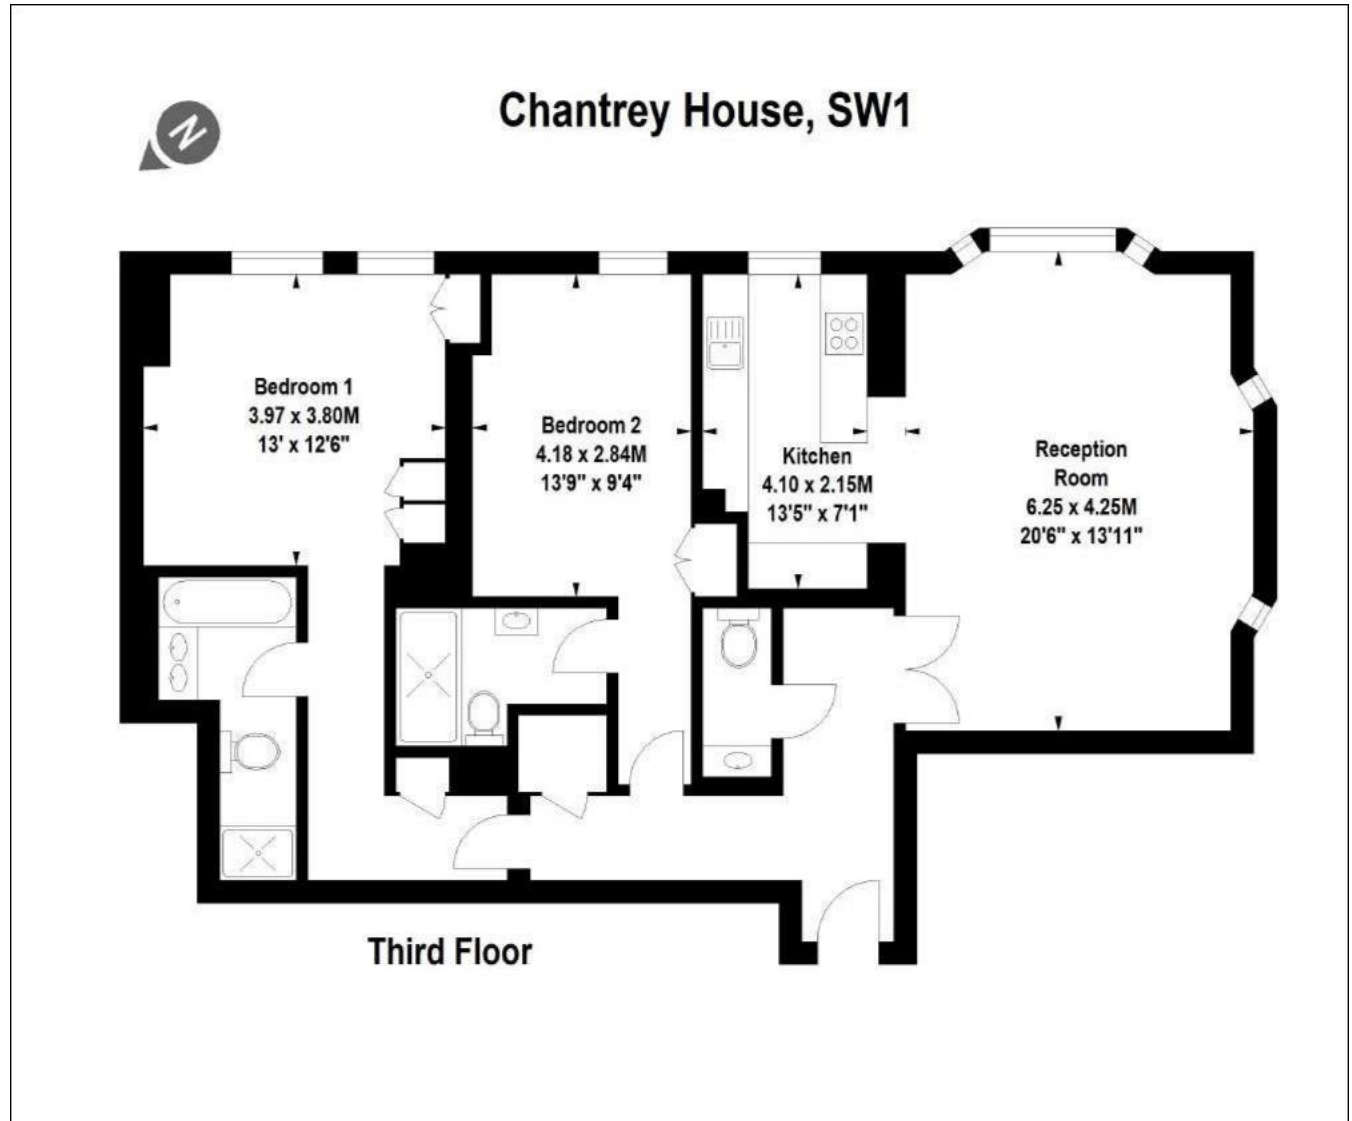 N
Chantrey House, SW1
Bedroom 1
3.97 x 3.80M
13' x 12'6"
Bedroom 2
4.18 x 2.84M
13'9" x 9'4"
Kitchen
4.10 x 2.15M
13'5" x 7'1"
Reception
Room
6.25 x 4.25M
20'6" x 13'11"
Third Floor